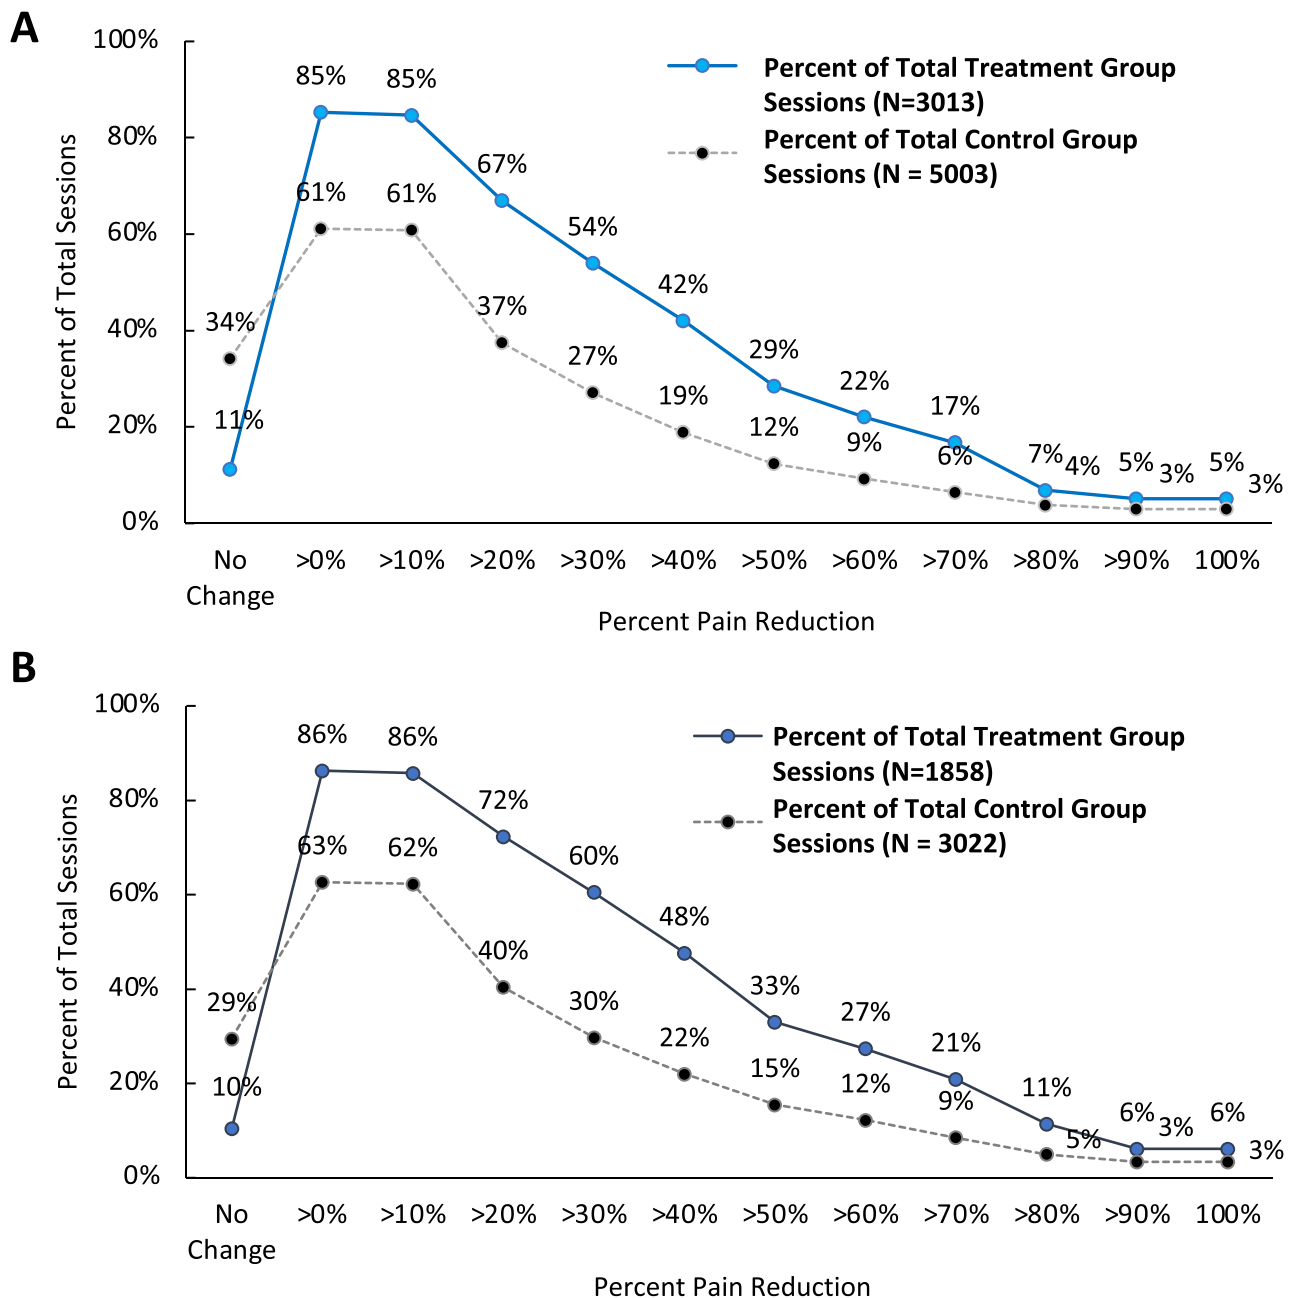 A
100%
80%
60%
40%
20%
0%
Percent of Total Sessions
Percent of Total Treatment Group
Sessions (N=3013)
Percent of Total Control Group
Sessions (N = 5003)
85% 85%
67%
61% 61%
54%
42%
34% 37%
29%
27%
22%
19%
17%
11% 12%
9%
6%
7% 4% 5% 3% 5% 3%
No >0% >10% >20% >30% >40% >50% >60% >70% >80% >90% 100%
Change
Percent Pain Reduction
B
100%
80%
60%
40%
20%
0%
Percent of Total Sessions
Percent of Total Treatment Group
Sessions (N=1858)
Percent of Total Control Group
Sessions (N = 3022)
86% 86%
72%
63% 62%
60%
48%
40%
33%
29% 30%
27%
22%
21%
15%
10% 12%
9%
11%
5% 6% 3% 6% 3%
No >0% >10% >20% >30% >40% >50% >60% >70% >80% >90% 100%
Change
Percent Pain Reduction